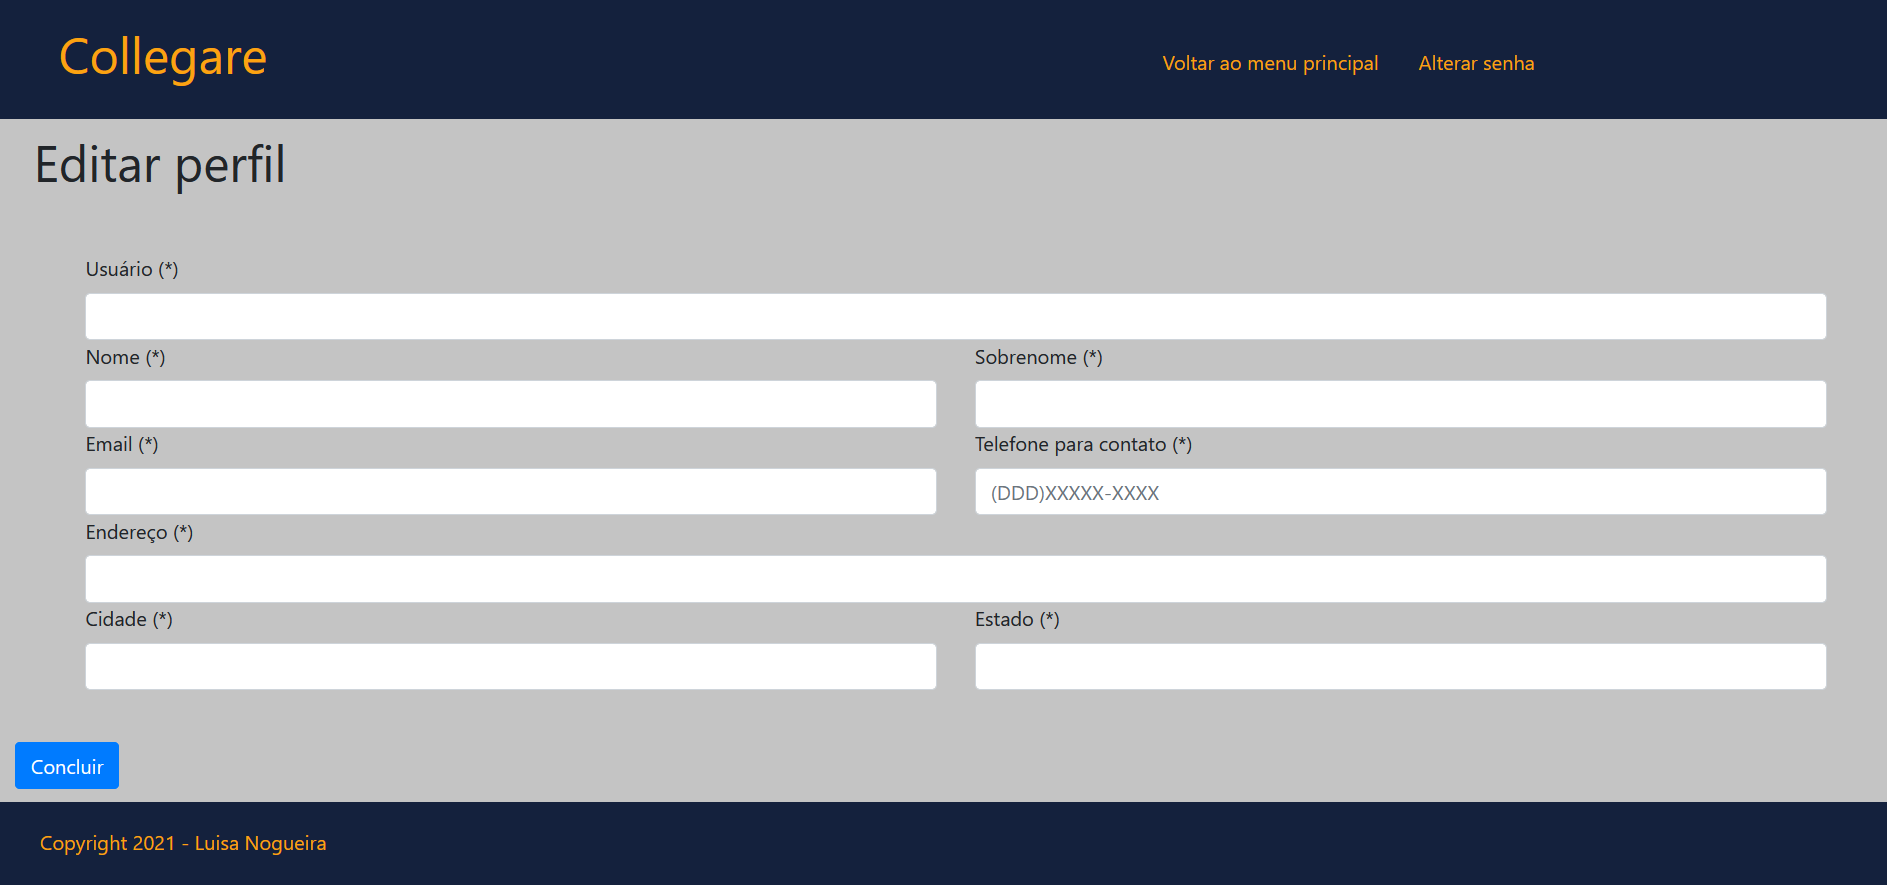 Collegare
Voltar ao menu principal
Alterar senha
Editar perfil
Usuário (*)
Nome (*)
Sobrenome (*)
Email (*)
Telefone para contato (*)
(DDD)XXXXX-XXXX
Endereço (*)
Cidade (*)
Estado (*)
Concluir
Copyright 2021 - Luisa Nogueira